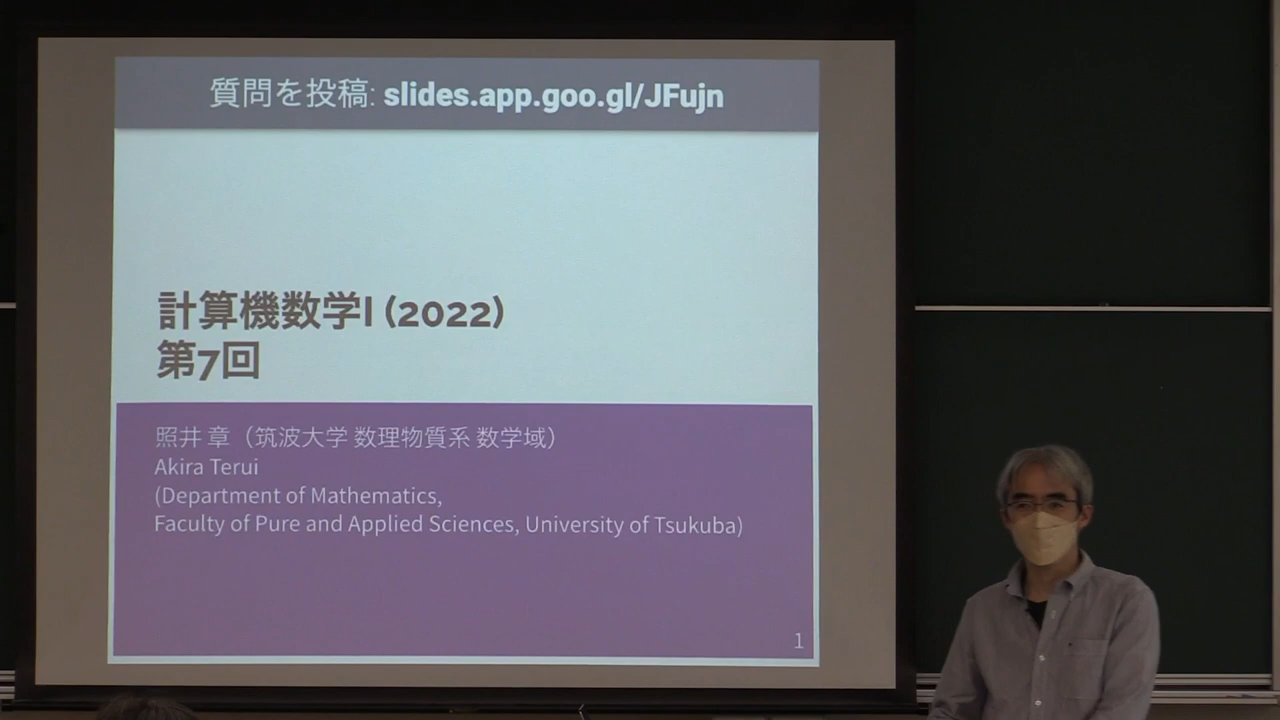 質問を投稿: slides.app.goo.gl/JFujn
計算機数学I (2022)
第7回
照井 章（筑波大学 数理物質系 数学域）
Akira Terui
(Department of Mathematics,
Faculty of Pure and Applied Sciences, University of Tsukuba)
1